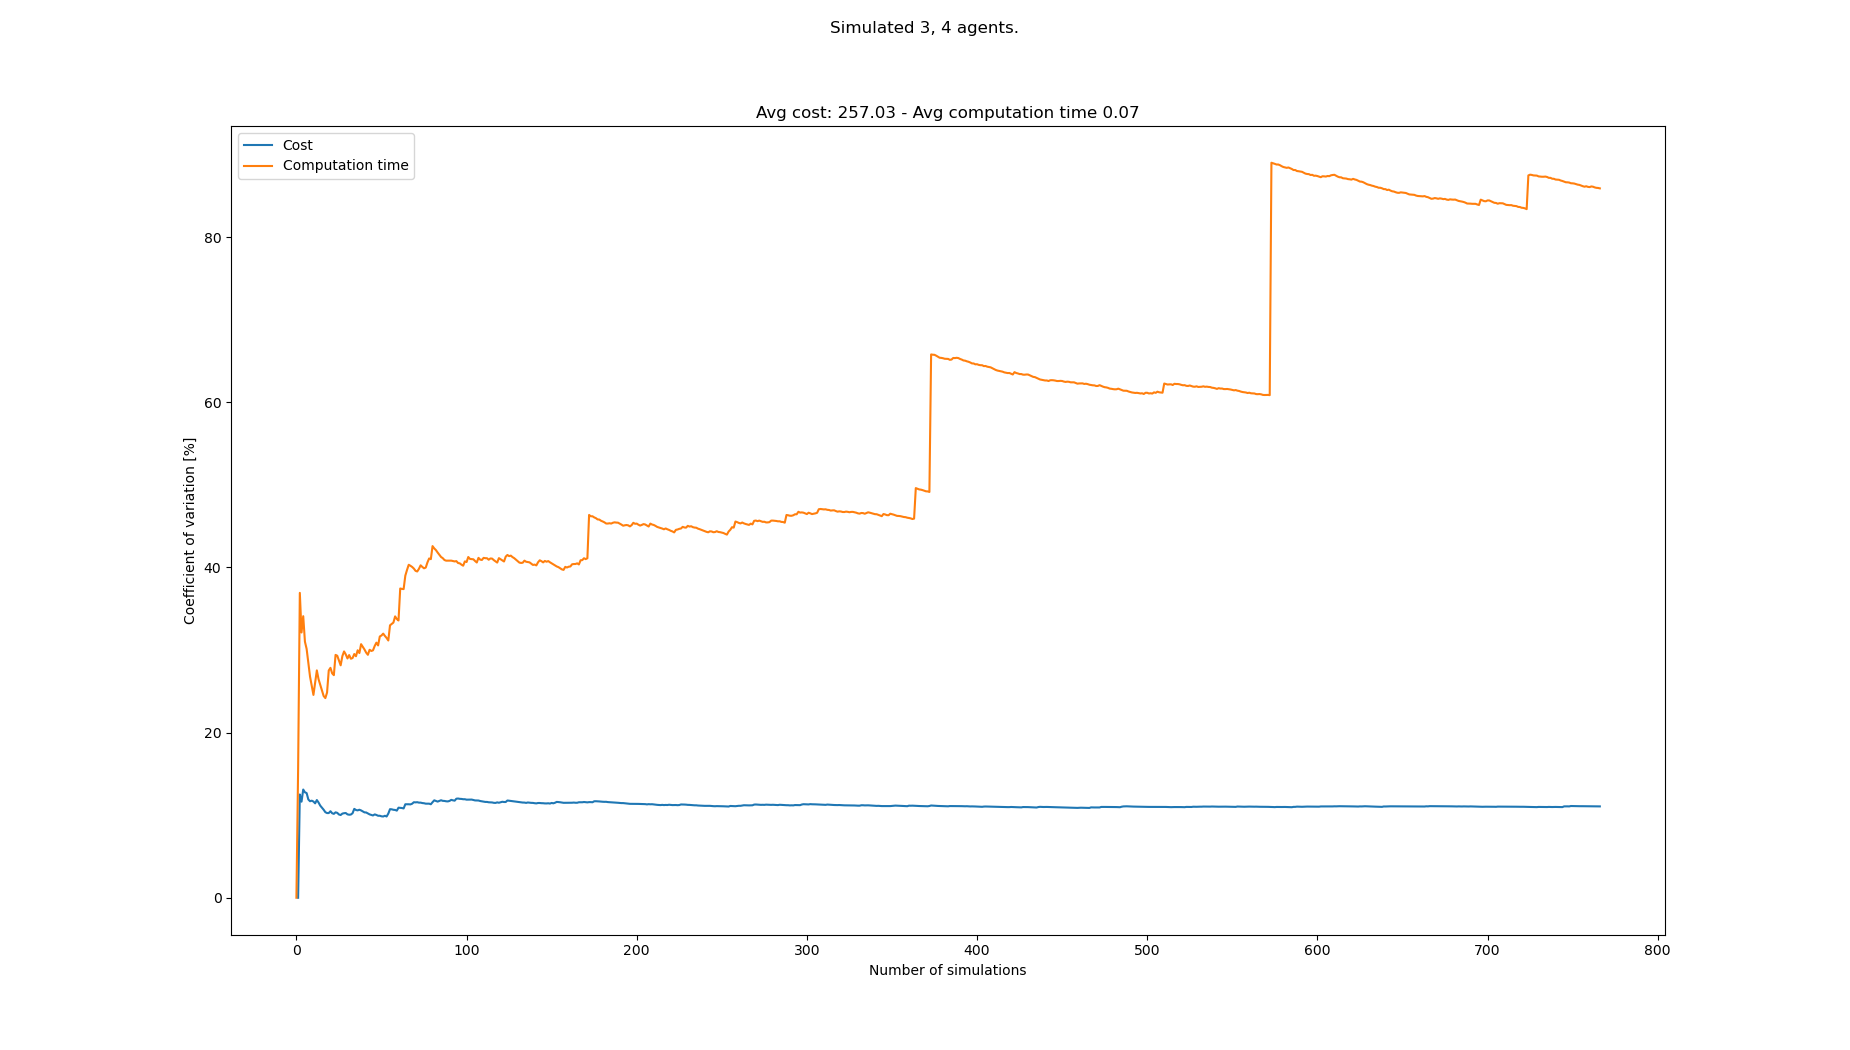 Simulated 3, 4 agents.
Avg cost: 257.03 - Avg computation time 0.07
Cost
Computation time
Coefficient of variation [%]
80
60
40
20
0
0 100 200 300 400 500 600 700 800
Number of simulations